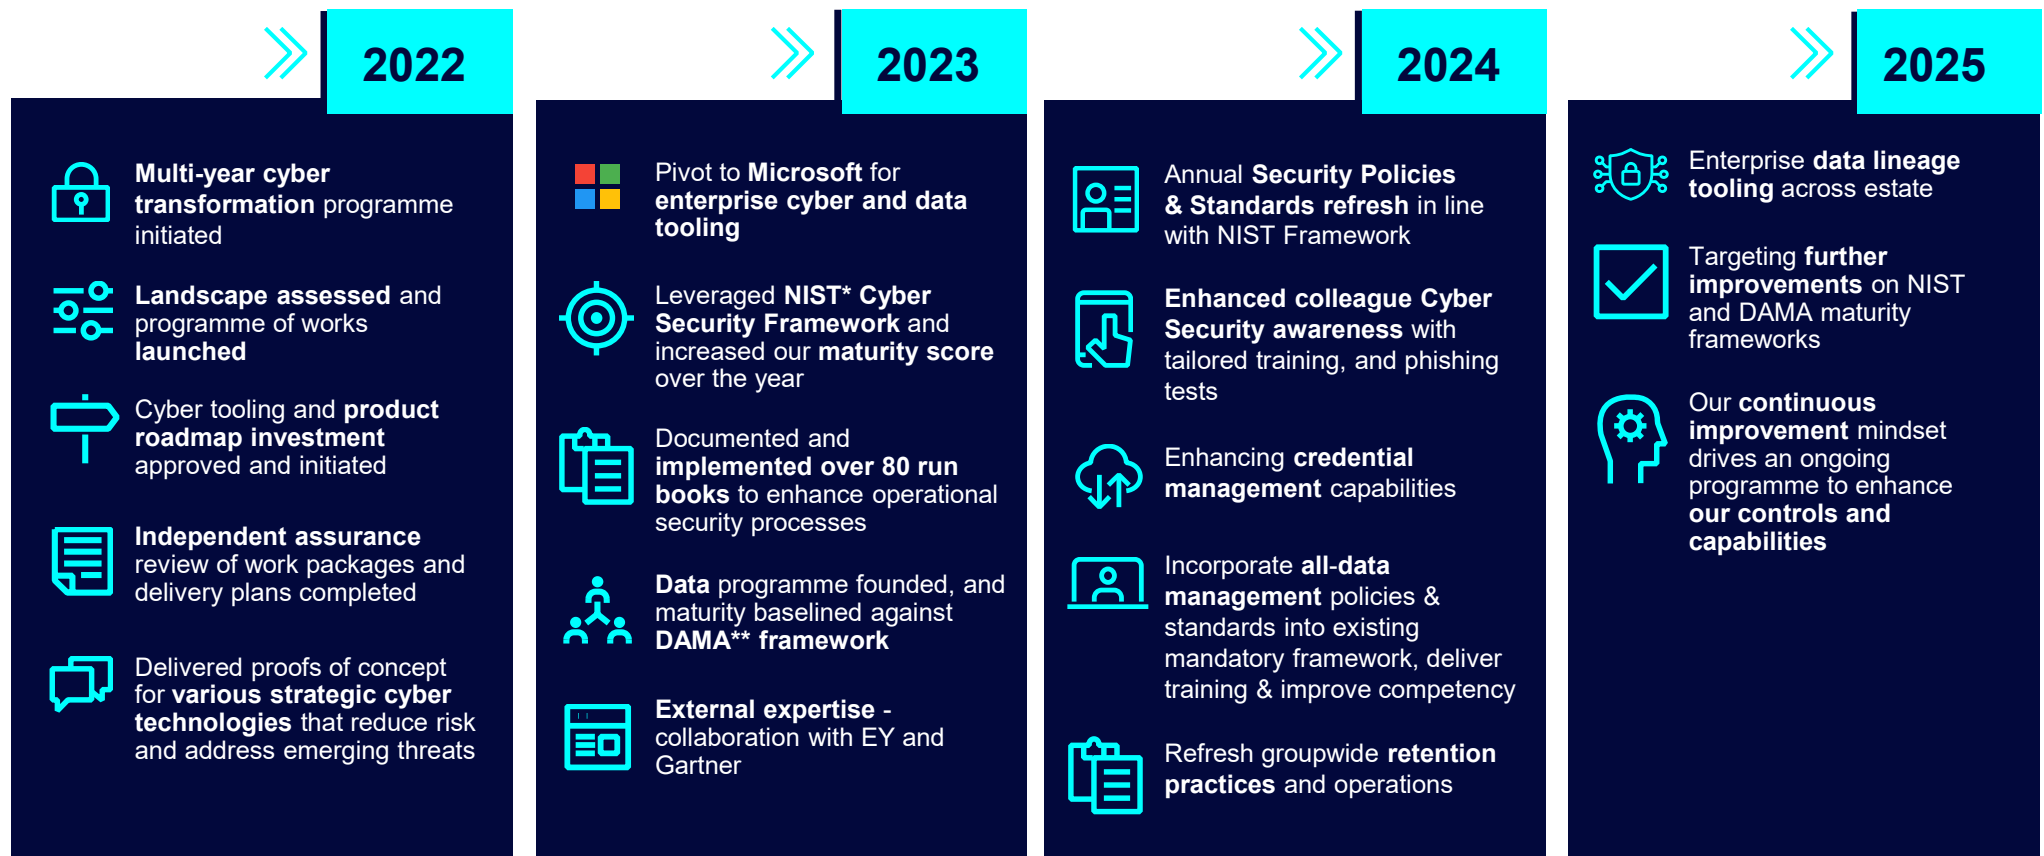 2022
Multi-year cyber
transformation programme
initiated
Landscape assessed and
programme of works
launched
Cyber tooling and product
roadmap investment
approved and initiated
Independent assurance
review of work packages and
delivery plans completed
Delivered proofs of concept
for various strategic cyber
technologies that reduce risk
and address emerging threats
2023
Pivot to Microsoft for
enterprise cyber and data
tooling
Leveraged NIST* Cyber
Security Framework and
increased our maturity score
over the year
Documented and
implemented over 80 run
books to enhance operational
security processes
Data programme founded, and
maturity baselined against
DAMA** framework
External expertise -
collaboration with EY and
Gartner
2024
Annual Security Policies
& Standards refresh in line
with NIST Framework
Enhanced colleague Cyber
Security awareness with
tailored training, and phishing
tests
Enhancing credential
management capabilities
Incorporate all-data
management policies &
standards into existing
mandatory framework, deliver
training & improve competency
Refresh groupwide retention
practices and operations
2025
Enterprise data lineage
tooling across estate
Targeting further
improvements on NIST
and DAMA maturity
frameworks
Our continuous
improvement mindset
drives an ongoing
programme to enhance
our controls and
capabilities